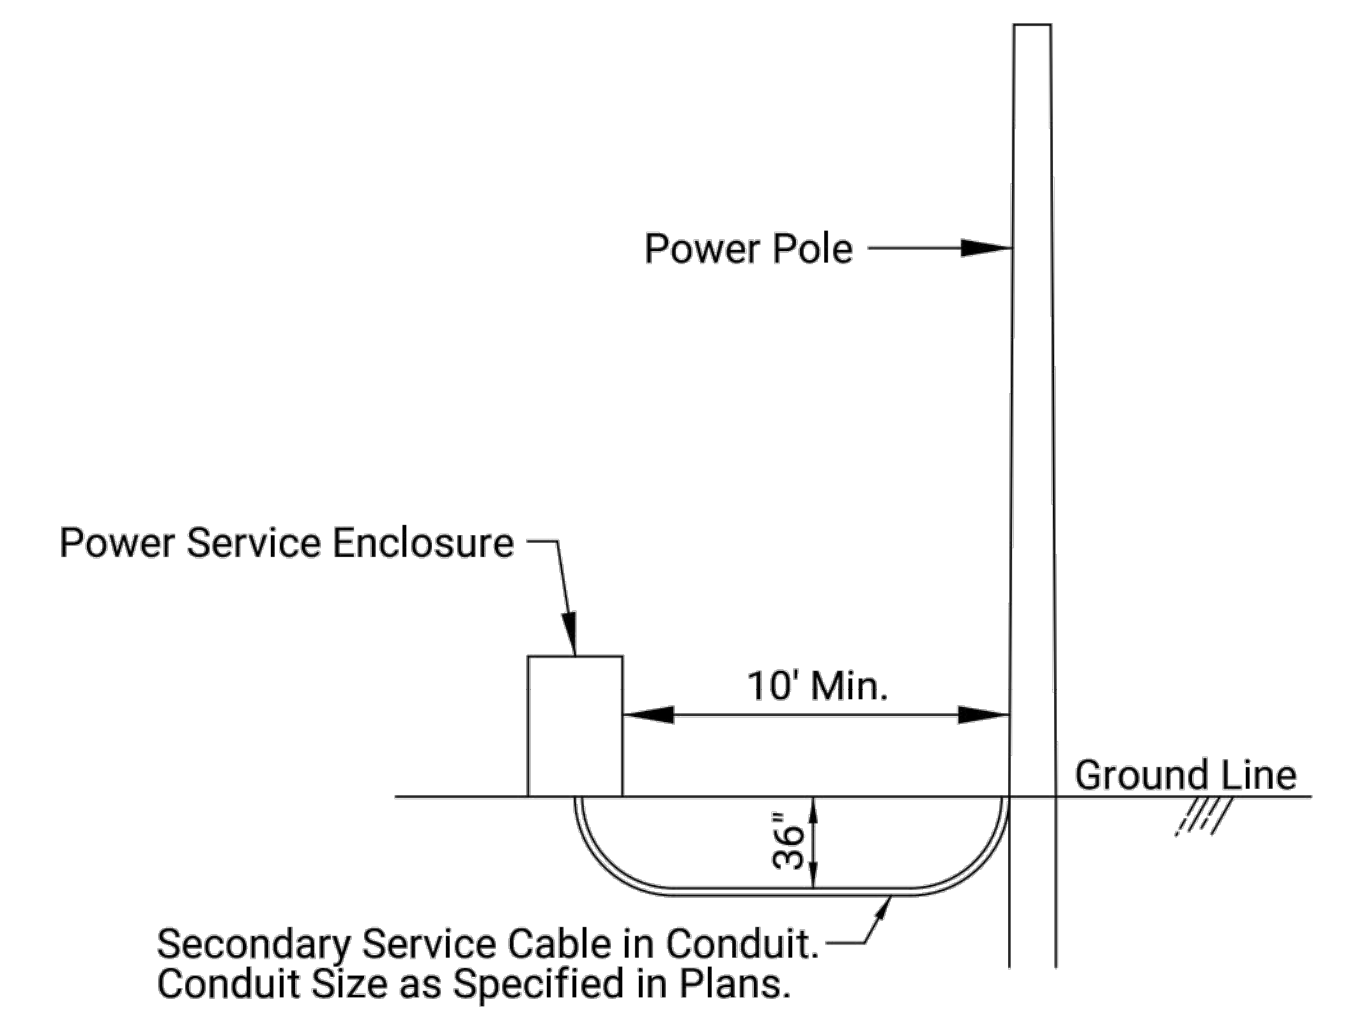 Power Pole
Power Service Enclosure
10' Min.
Ground Line
36"
Secondary Service Cable in Conduit.
Conduit Size as Specified in Plans.